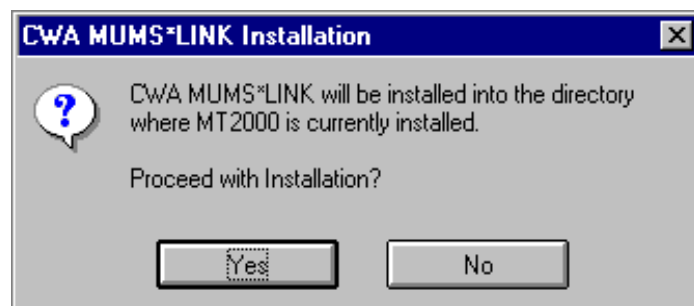 CWA MUMS*LINK Installation
CWA MUMS*LINK will be installed into the directory
where MT2000 is currently installed.
Proceed with Installation?
Yes
No